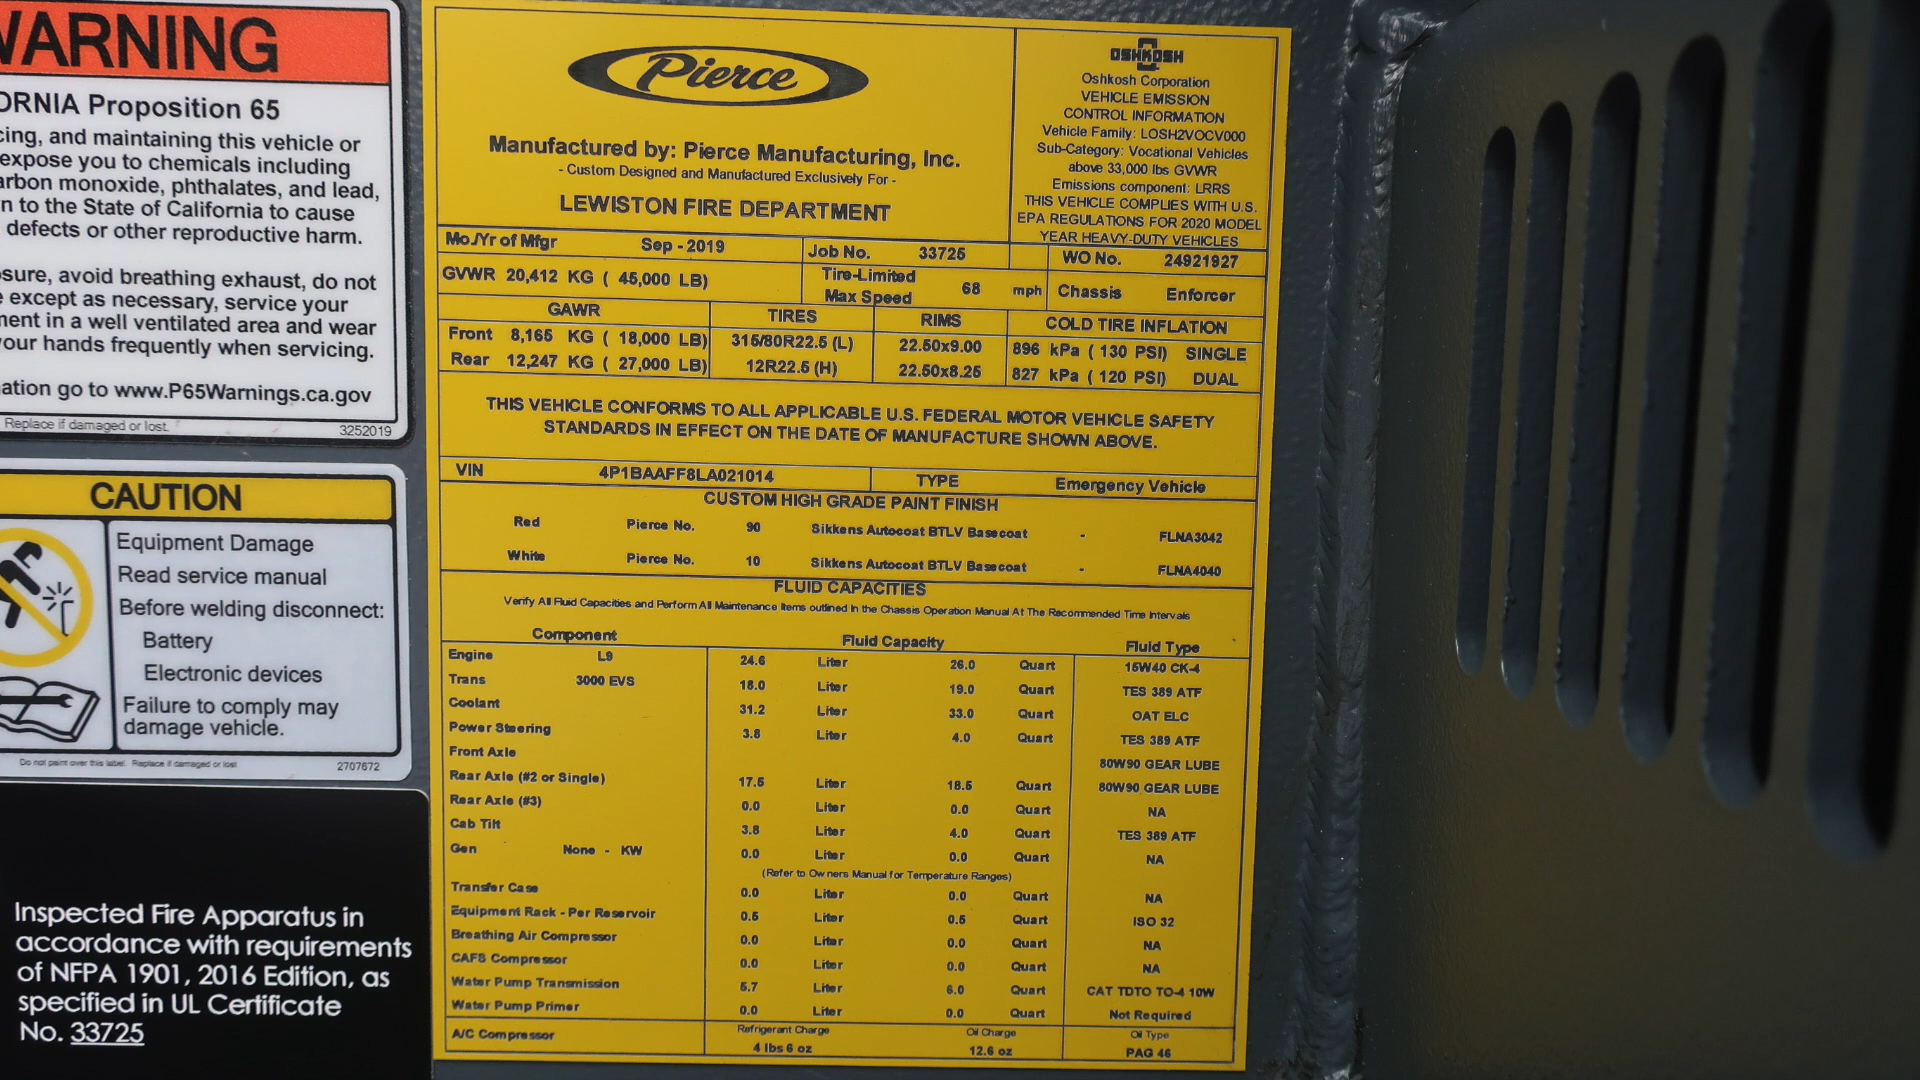 WARNING
ORNIA Proposition 65
cing, and maintaining this vehicle or
expose you to chemicals including
arbon monoxide, phthalates, and lead,
n to the State of California to cause
defects or other reproductive harm.
sure, avoid breathing exhaust, do not
except as necessary, service your
ment in a well ventilated area and wear
our hands frequently when servicing.
ation go to www.P65Warnings.ca.gov
Replace if damaged or lost. 3252019
CAUTION
Equipment Damage
Read service manual
Before welding disconnect:
Battery
Electronic devices
Failure to comply may
damage vehicle.
Do not paint over this label. Replace if damaged or lost 2707672
Inspected Fire Apparatus in
accordance with requirements
of NFPA 1901, 2016 Edition, as
specified in UL Certificate
No. 33725
Pierce
Manufactured by: Pierce Manufacturing, Inc.
- Custom Designed and Manufactured Exclusively For -
LEWISTON FIRE DEPARTMENT
OSHKOSH
Oshkosh Corporation
VEHICLE EMISSION
CONTROL INFORMATION
Vehicle Family: LOSH2VOCV000
Sub-Category: Vocational Vehicles
above 33,000 lbs GVWR
Emissions component: LRRS
THIS VEHICLE COMPLIES WITH U.S.
EPA REGULATIONS FOR 2020 MODEL
YEAR HEAVY-DUTY VEHICLES
Mo./Yr of Mfgr Sep - 2019 Job No. 33725 WO No. 24921927
GVWR 20,412 KG ( 45,000 LB) Tire-Limited Max Speed 68 mph Chassis Enforcer
GAWR TIRES RIMS COLD TIRE INFLATION
Front 8,165 KG ( 18,000 LB) 315/80R22.5 (L) 22.50x9.00 896 kPa ( 130 PSI) SINGLE
Rear 12,247 KG ( 27,000 LB) 12R22.5 (H) 22.50x8.25 827 kPa ( 120 PSI) DUAL
THIS VEHICLE CONFORMS TO ALL APPLICABLE U.S. FEDERAL MOTOR VEHICLE SAFETY
STANDARDS IN EFFECT ON THE DATE OF MANUFACTURE SHOWN ABOVE.
VIN 4P1BAAFF8LA021014 TYPE Emergency Vehicle
CUSTOM HIGH GRADE PAINT FINISH
Red Pierce No. 90 Sikkens Autocoat BTLV Basecoat - FLNA3042
White Pierce No. 10 Sikkens Autocoat BTLV Basecoat - FLNA4040
FLUID CAPACITIES
Verify All Fluid Capacities and Perform All Maintenance Items outlined In the Chassis Operation Manual At The Recommended Time Intervals
Component Fluid Capacity Fluid Type
Engine L9 24.6 Liter 26.0 Quart 15W40 CK-4
Trans 3000 EVS 18.0 Liter 19.0 Quart TES 389 ATF
Coolant 31.2 Liter 33.0 Quart OAT ELC
Power Steering 3.8 Liter 4.0 Quart TES 389 ATF
Front Axle 80W90 GEAR LUBE
Rear Axle (#2 or Single) 17.5 Liter 18.5 Quart 80W90 GEAR LUBE
Rear Axle (#3) 0.0 Liter 0.0 Quart NA
Cab Tilt 3.8 Liter 4.0 Quart TES 389 ATF
Gen None - KW 0.0 Liter 0.0 Quart NA
(Refer to Owners Manual for Temperature Ranges)
Transfer Case 0.0 Liter 0.0 Quart NA
Equipment Rack - Per Reservoir 0.5 Liter 0.5 Quart ISO 32
Breathing Air Compressor 0.0 Liter 0.0 Quart NA
CAFS Compressor 0.0 Liter 0.0 Quart NA
Water Pump Transmission 5.7 Liter 6.0 Quart CAT TDTO TO-4 10W
Water Pump Primer 0.0 Liter 0.0 Quart Not Required
A/C Compressor Refrigerant Charge Oil Charge Oil Type
4 lbs 6 oz 12.6 oz PAG 46